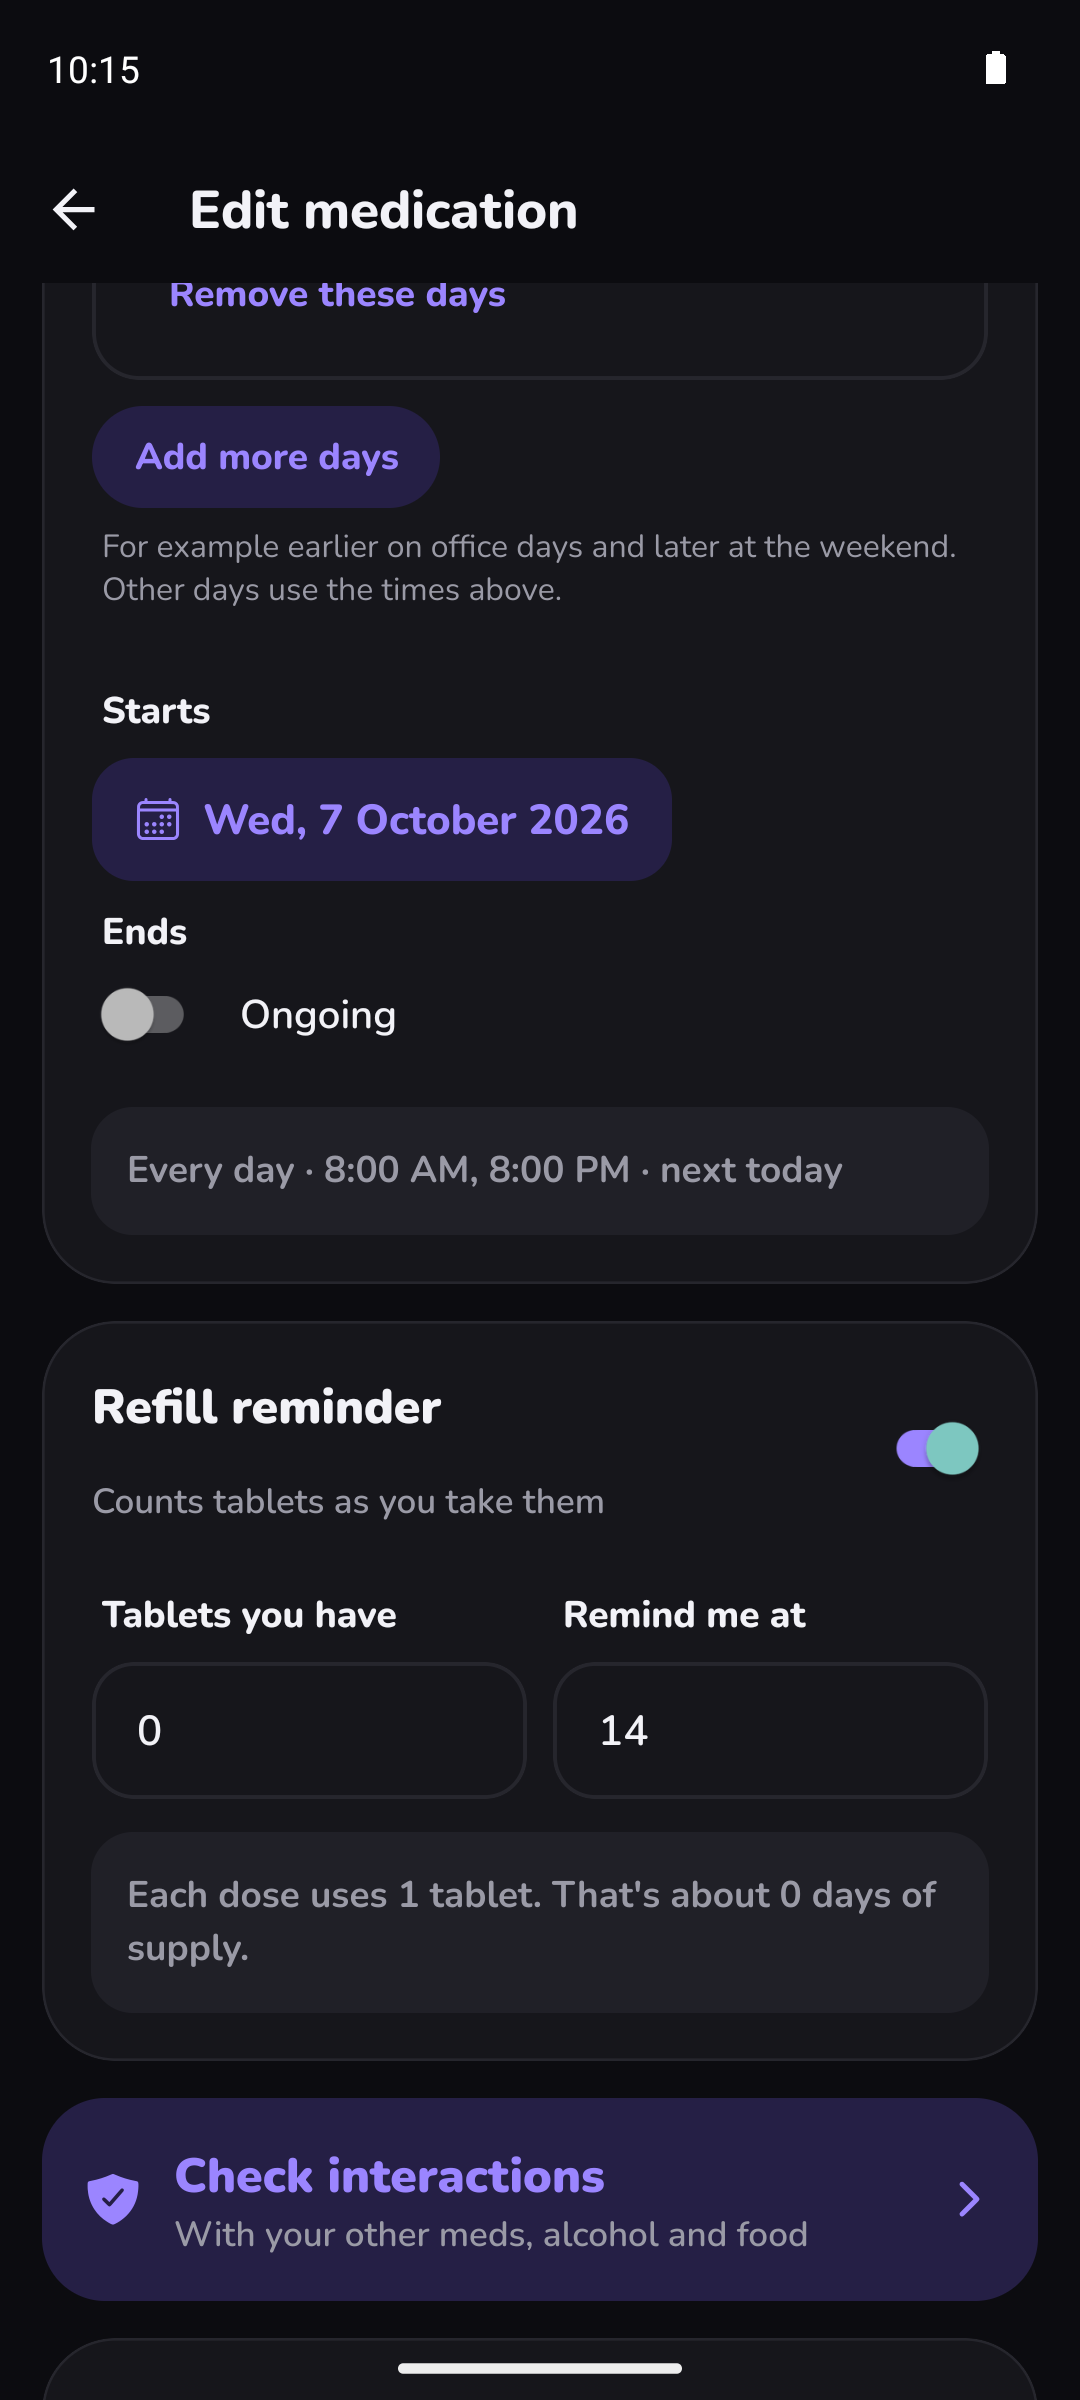 10:15
Edit medication
Remove these days
Add more days
For example earlier on office days and later at the weekend.
Other days use the times above.
Starts
Wed, 7 October 2026
Ends
Ongoing
Every day · 8:00 AM, 8:00 PM · next today
Refill reminder
Counts tablets as you take them
Tablets you have
Remind me at
0
14
Each dose uses 1 tablet. That's about 0 days of
supply.
Check interactions
With your other meds, alcohol and food